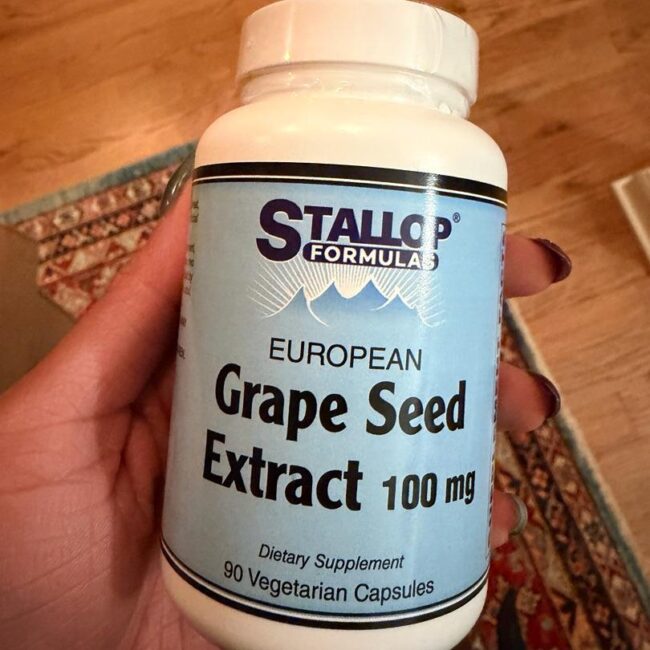 STALLOP®
FORMULAS
EUROPEAN
Grape Seed
Extract 100 mg
Dietary Supplement
90 Vegetarian Capsules